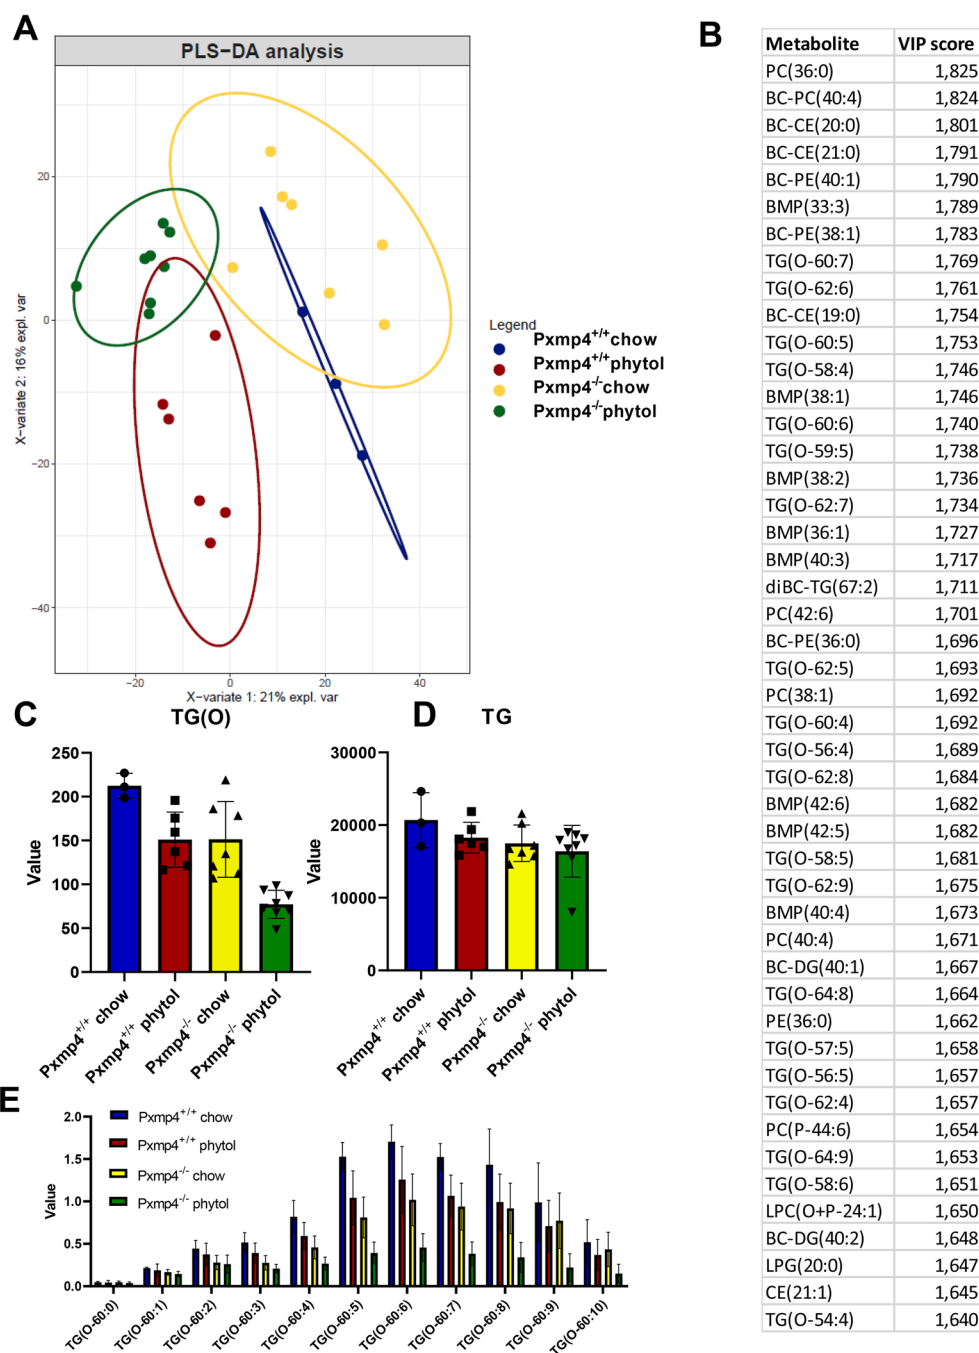 A
PLS−DA analysis
20
0
−20
−40
X−variate 2: 16% expl. var
−20
0
20
40
X−variate 1: 21% expl. var
Legend
Pxmp4+/+chow
Pxmp4+/+phytol
Pxmp4-/-chow
Pxmp4-/-phytol
B
Metabolite VIP score
PC(36:0) 1,825
BC-PC(40:4) 1,824
BC-CE(20:0) 1,801
BC-CE(21:0) 1,791
BC-PE(40:1) 1,790
BMP(33:3) 1,789
BC-PE(38:1) 1,783
TG(O-60:7) 1,769
TG(O-62:6) 1,761
BC-CE(19:0) 1,754
TG(O-60:5) 1,753
TG(O-58:4) 1,746
BMP(38:1) 1,746
TG(O-60:6) 1,740
TG(O-59:5) 1,738
BMP(38:2) 1,736
TG(O-62:7) 1,734
BMP(36:1) 1,727
BMP(40:3) 1,717
diBC-TG(67:2) 1,711
PC(42:6) 1,701
BC-PE(36:0) 1,696
TG(O-62:5) 1,693
PC(38:1) 1,692
TG(O-60:4) 1,692
TG(O-56:4) 1,689
TG(O-62:8) 1,684
BMP(42:6) 1,682
BMP(42:5) 1,682
TG(O-58:5) 1,681
TG(O-62:9) 1,675
BMP(40:4) 1,673
PC(40:4) 1,671
BC-DG(40:1) 1,667
TG(O-64:8) 1,664
PE(36:0) 1,662
TG(O-57:5) 1,658
TG(O-56:5) 1,657
TG(O-62:4) 1,657
PC(P-44:6) 1,654
TG(O-64:9) 1,653
TG(O-58:6) 1,651
LPC(O+P-24:1) 1,650
BC-DG(40:2) 1,648
LPG(20:0) 1,647
CE(21:1) 1,645
TG(O-54:4) 1,640
C
TG(O)
250
200
150
100
50
0
Value
Pxmp4+/+ chow
Pxmp4+/+ phytol
Pxmp4-/- chow
Pxmp4-/- phytol
D
TG
30000
20000
10000
0
Value
Pxmp4+/+ chow
Pxmp4+/+ phytol
Pxmp4-/- chow
Pxmp4-/- phytol
E
2.0
1.5
1.0
0.5
0.0
Value
Pxmp4+/+ chow
Pxmp4+/+ phytol
Pxmp4-/- chow
Pxmp4-/- phytol
TG(O-60:0)
TG(O-60:1)
TG(O-60:2)
TG(O-60:3)
TG(O-60:4)
TG(O-60:5)
TG(O-60:6)
TG(O-60:7)
TG(O-60:8)
TG(O-60:9)
TG(O-60:10)